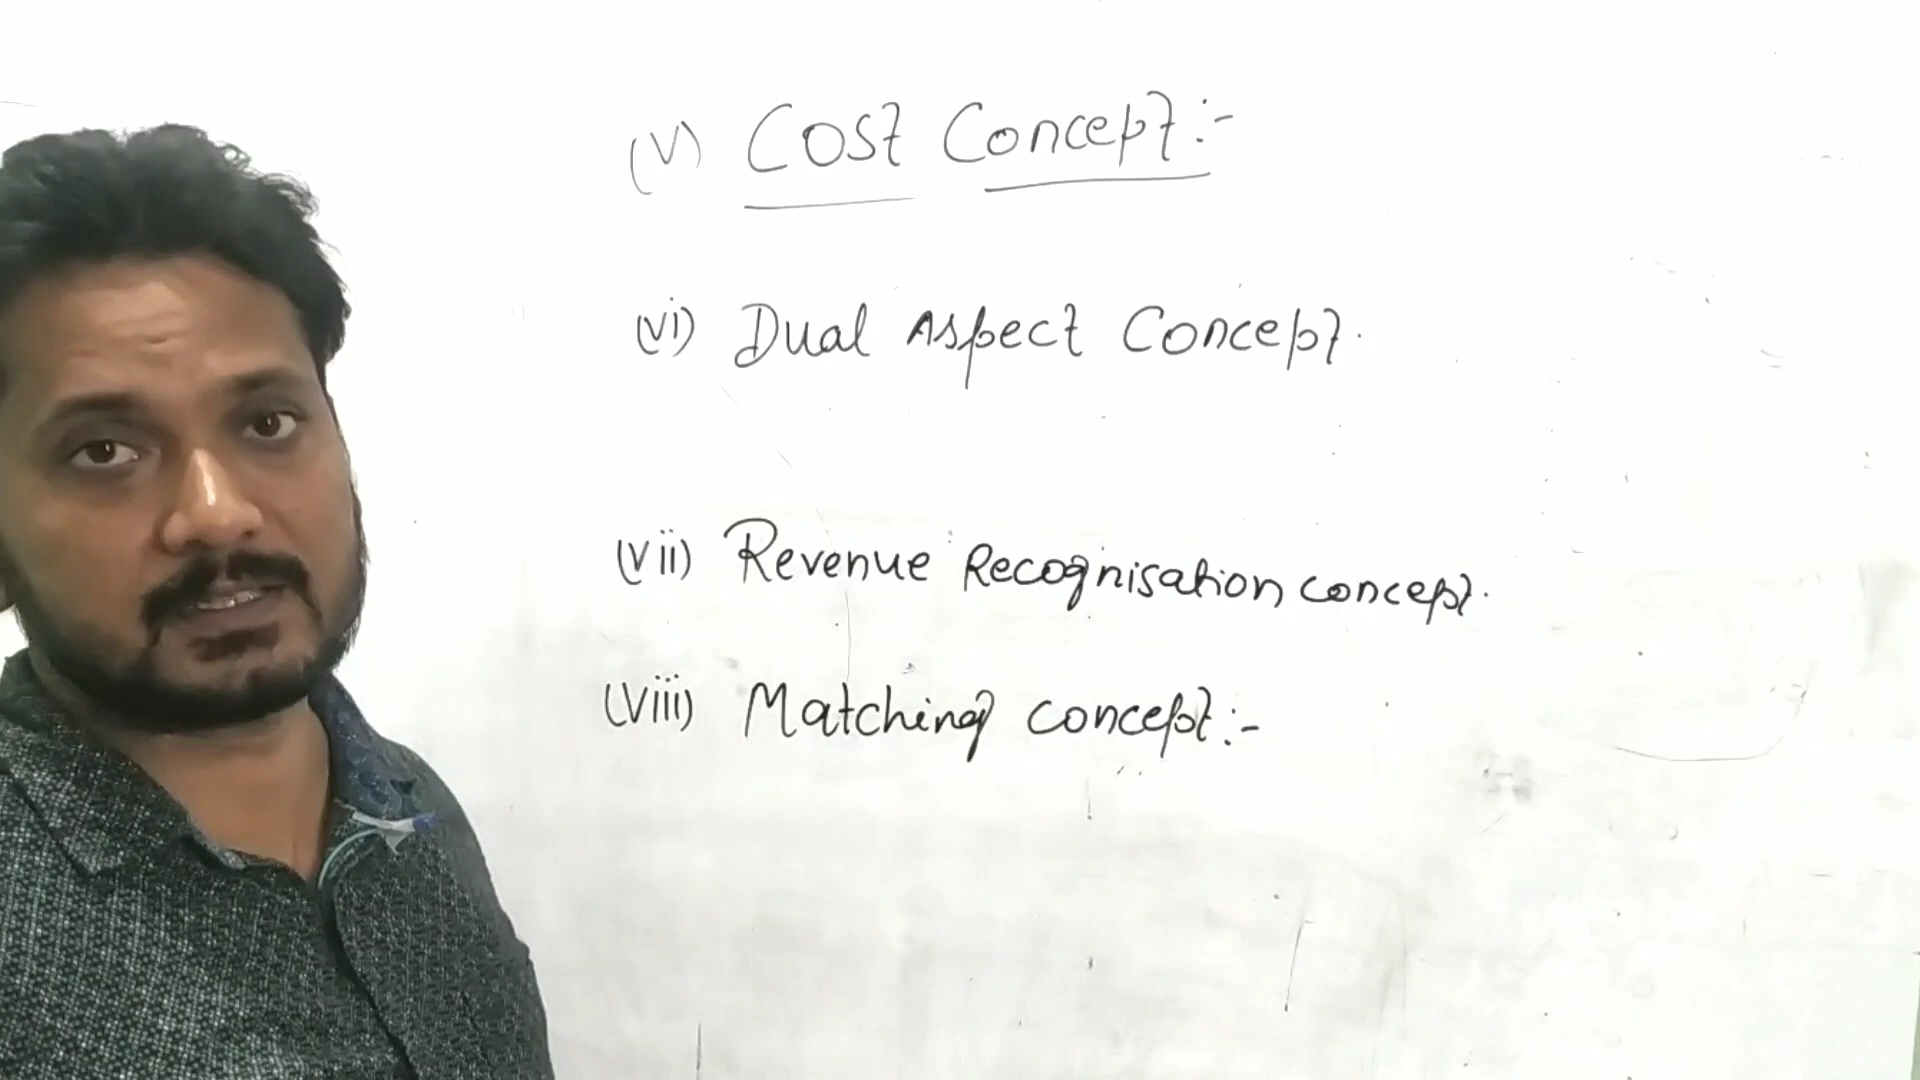 (V) Cost Concept:-
(vi) Dual Aspect Concept.
(vii) Revenue Recognisation concept.
(viii) Matching concept:-